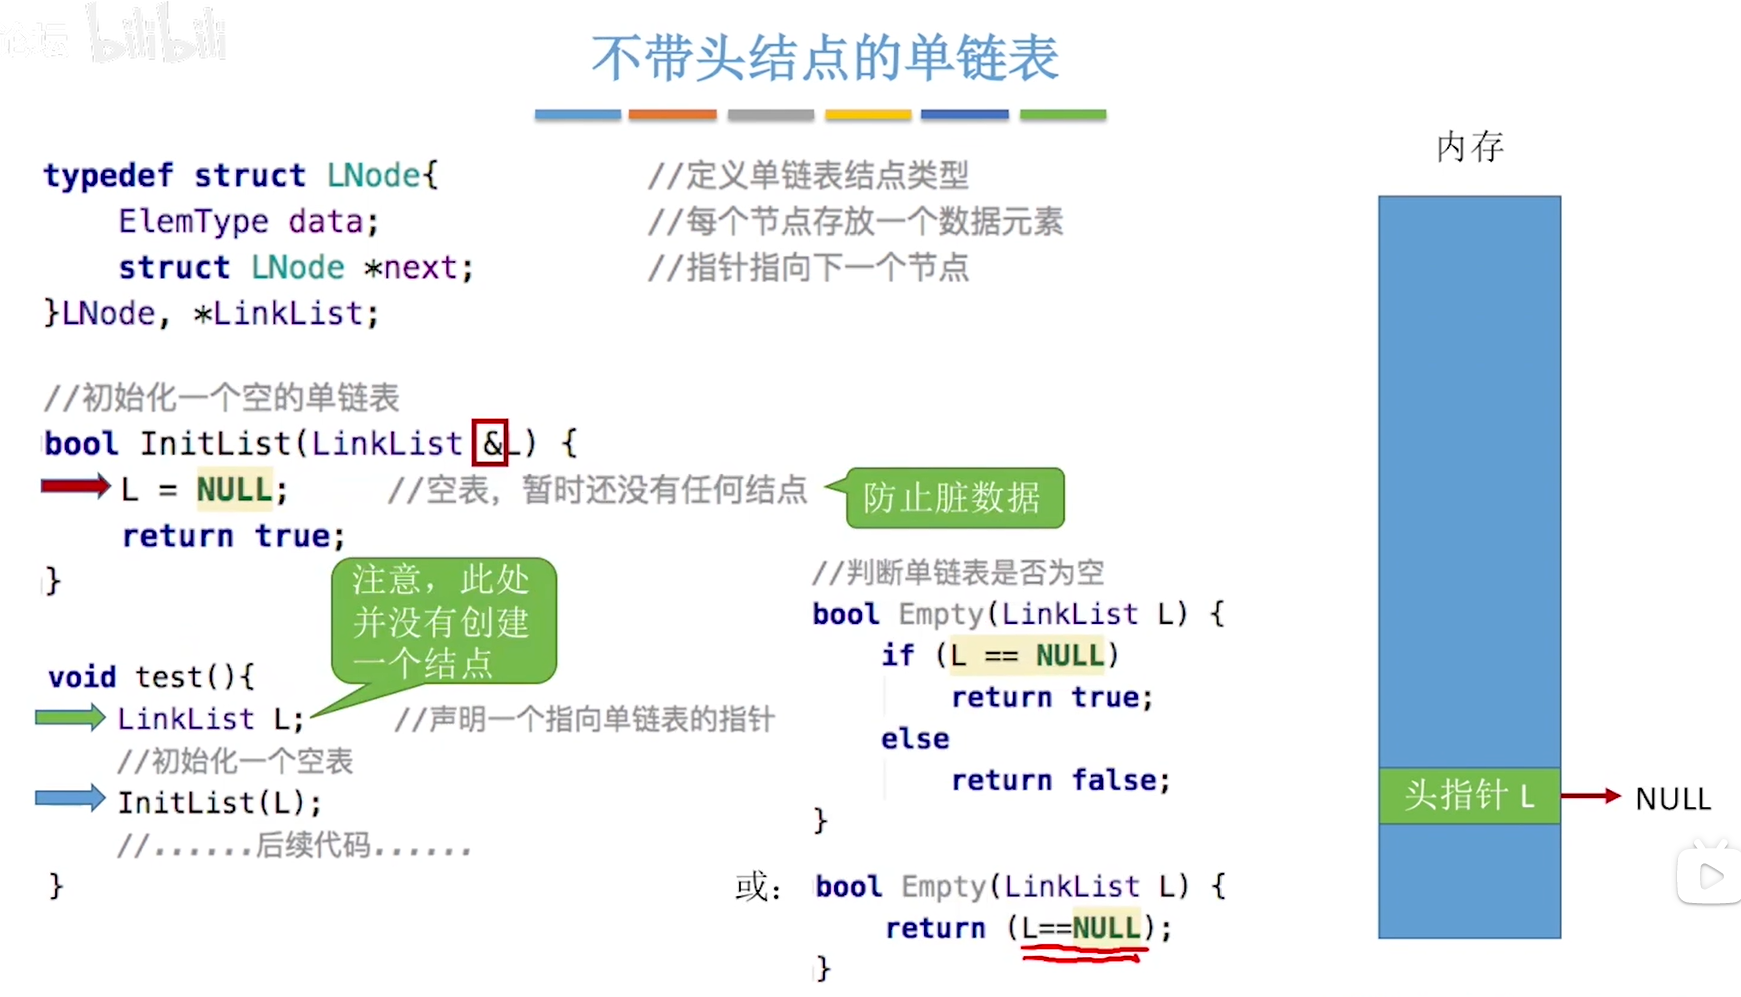 论坛 bilibili
不带头结点的单链表
typedef struct LNode{ //定义单链表结点类型
ElemType data; //每个节点存放一个数据元素
struct LNode *next; //指针指向下一个节点
}LNode, *LinkList;
//初始化一个空的单链表
bool InitList(LinkList &L) {
L = NULL; //空表，暂时还没有任何结点
防止脏数据
return true;
}
注意，此处
并没有创建
一个结点
void test(){
LinkList L; //声明一个指向单链表的指针
//初始化一个空表
InitList(L);
//......后续代码......
}
//判断单链表是否为空
bool Empty(LinkList L) {
if (L == NULL)
return true;
else
return false;
}
或：
bool Empty(LinkList L) {
return (L==NULL);
}
内存
头指针 L
NULL